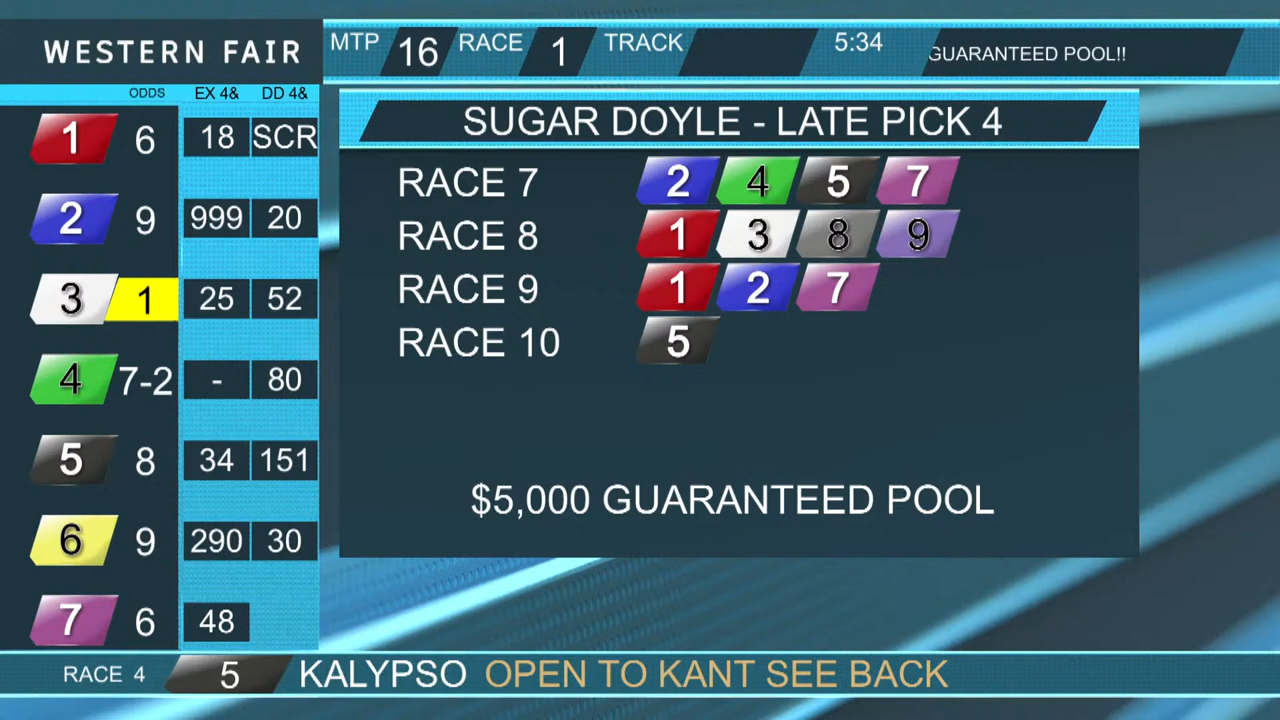 WESTERN FAIR
MTP 16 RACE 1 TRACK 5:34 GUARANTEED POOL!!
ODDS EX 4& DD 4&
1 6 18 SCR
2 9 999 20
3 1 25 52
4 7-2 - 80
5 8 34 151
6 9 290 30
7 6 48
SUGAR DOYLE - LATE PICK 4
RACE 7 2 4 5 7
RACE 8 1 3 8 9
RACE 9 1 2 7
RACE 10 5
$5,000 GUARANTEED POOL
RACE 4 5 KALYPSO OPEN TO KANT SEE BACK